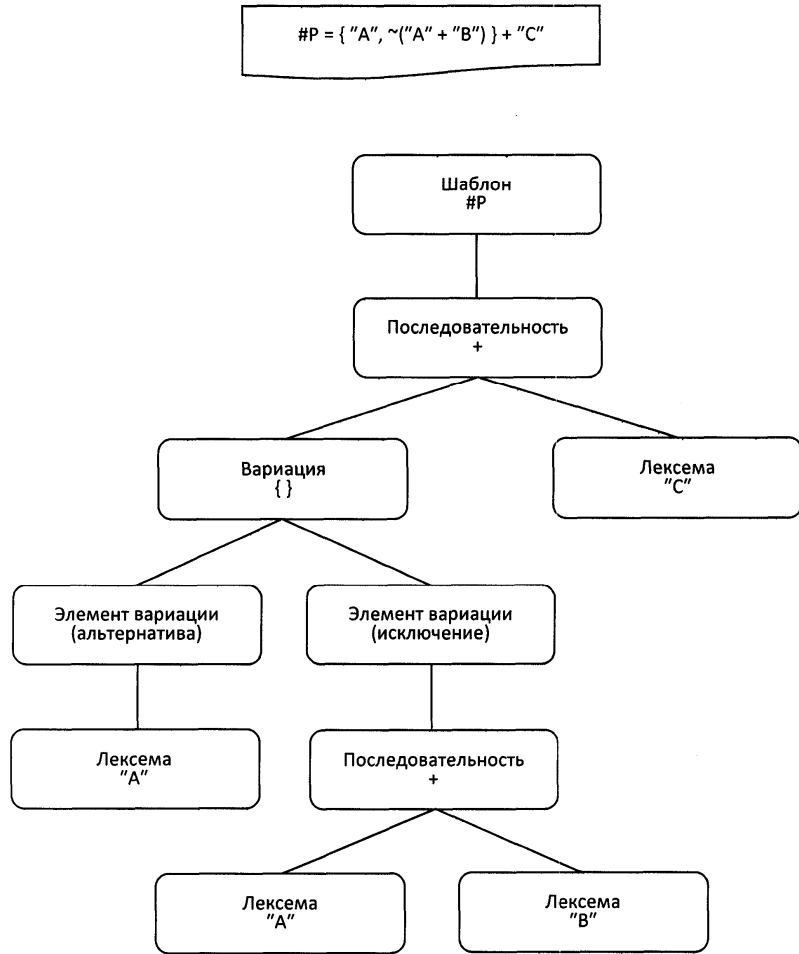 #P = { "A", ~("A" + "B") } + "C"
Шаблон
#P
Последовательность
+
Вариация
{ }
Лексема
"C"
Элемент вариации
(альтернатива)
Элемент вариации
(исключение)
Лексема
"A"
Последовательность
+
Лексема
"A"
Лексема
"B"